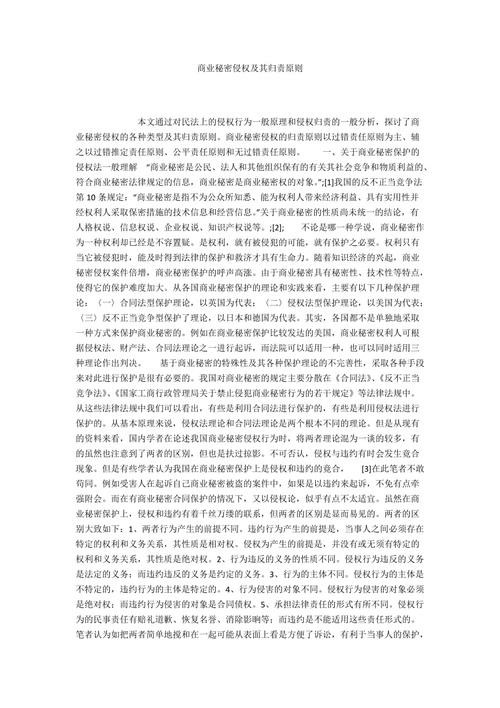 商业秘密侵权及其归责原则
本文通过对民法上的侵权行为一般原理和侵权归责的一般分析，探讨了商
业秘密侵权的各种类型及其归责原则。商业秘密侵权的归责原则以过错责任原则为主、辅
之以过错推定责任原则、公平责任原则和无过错责任原则。 一、关于商业秘密保护的
侵权法一般理解 “商业秘密是公民、法人和其他组织保有的有关其社会竞争和物质利益的、
符合商业秘密法律规定的信息，商业秘密是商业秘密权的对象。”;[1]我国的反不正当竞争法
第 10 条规定：“商业秘密是指不为公众所知悉、能为权利人带来经济利益、具有实用性并
经权利人采取保密措施的技术信息和经营信息。”关于商业秘密的性质尚未统一的结论，有
人格权说、信息权说、企业权说、知识产权说等。;[2]; 不论是哪一种学说，商业秘密作
为一种权利却已经是不容置疑。是权利，就有被侵犯的可能，就有保护之必要。权利只有
当它被侵犯时，能及时得到法律的保护和救济才具有生命力。随着知识经济的兴起，商业
秘密侵权案件倍增，商业秘密保护的呼声高涨。由于商业秘密具有秘密性、技术性等特点，
使得它的保护难度加大。从各国商业秘密保护的理论和实践来看，主要有以下几种保护理
论：〈一〉合同法型保护理论，以英国为代表；〈二〉侵权法型保护理论，以美国为代表；
〈三〉反不正当竞争型保护了理论，以日本和德国为代表。其实，各国都不是单独地采取
一种方式来保护商业秘密的。例如在商业秘密保护比较发达的美国，商业秘密权利人可根
据侵权法、财产法、合同法理论之一进行起诉，而法院可以适用一种，也可以同时适用三
种理论作出判决。 基于商业秘密的特殊性及其各种保护理论的不完善性，采取各种手段
来对此进行保护是很有必要的。我国对商业秘密的规定主要分散在《合同法》、《反不正当
竞争法》、《国家工商行政管理局关于禁止侵犯商业秘密行为的若干规定》等法律法规中。
从这些法律法规中我们可以看出，有些是利用合同法进行保护的，有些是利用侵权法进行
保护的。从基本原理来说，侵权法理论和合同法理论是两个根本不同的理论。但是从现有
的资料来看，国内学者在论述我国商业秘密侵权行为时，将两者理论混为一谈的较多，有
的虽然也注意到了两者的区别，但也是扶过掠影。不可否认，侵权与违约有时会发生竞合
现象。但是有些学者认为我国在商业秘密保护上是侵权和违约的竞合， [3]在此笔者不敢
苟同。例如受害人在起诉自己商业秘密被盗的案件中，如果是以违约来起诉，不免有点牵
强附会。而在有商业秘密合同保护的情况下，又以侵权论，似乎有点不太适宜。虽然在商
业秘密保护上，侵权和违约有着千丝万缕的联系，但两者的区别是显而易见的。两者的区
别大致如下：1、两者行为产生的前提不同。违约行为产生的前提是，当事人之间必须存在
特定的权利和义务关系，其性质是相对权。侵权为产生的前提是，并没有或无须有特定的
权利和义务关系，其性质是绝对权。2、行为违反的义务的性质不同。侵权行为违反的义务
是法定的义务；而违约违反的义务是约定的义务。3、行为的主体不同。侵权行为的主体是
不特定的，违约行为的主体是特定的。4、行为侵害的对象不同。侵权行为侵害的对象必须
是绝对权；而违约行为侵害的对象是合同债权。5、承担法律责任的形式有所不同。侵权行
为的民事责任有赔礼道歉、恢复名誉、消除影响等；而违约是不能适用这些责任形式的。
笔者认为如把两者简单地搅和在一起可能从表面上看是方便了诉讼，有利于当事人的保护，